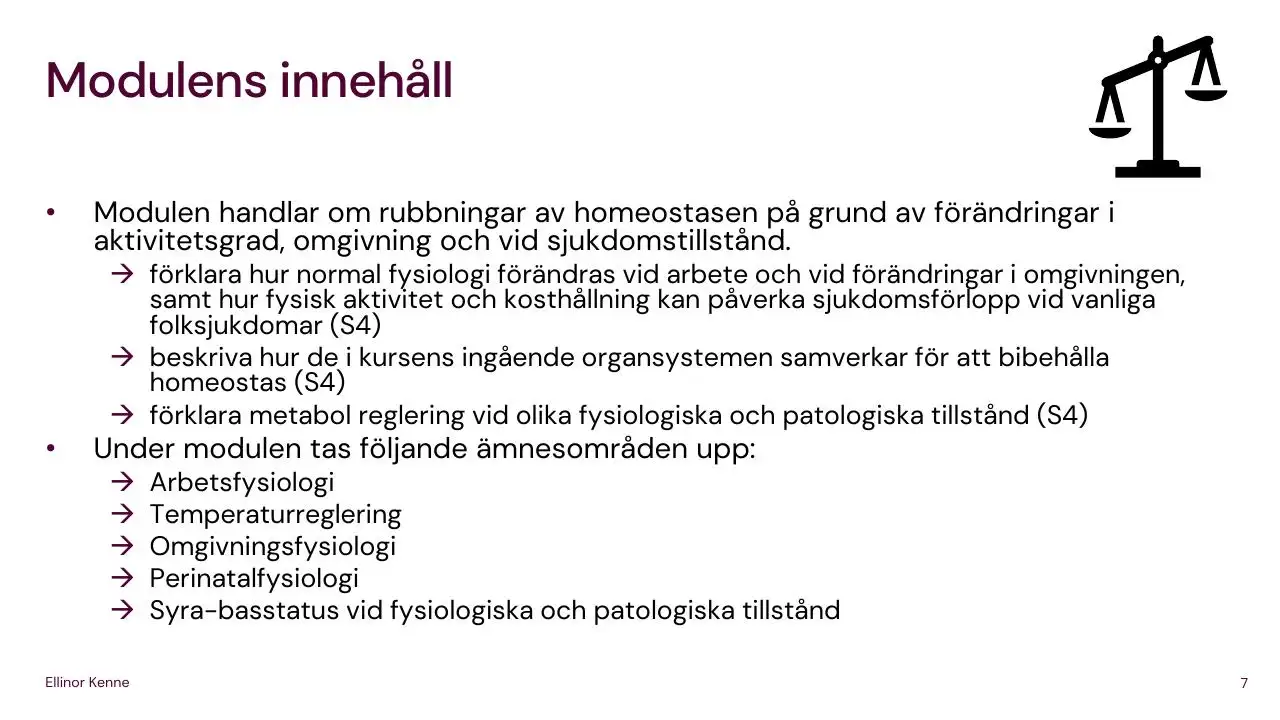 Modulens innehåll
• Modulen handlar om rubbningar av homeostasen på grund av förändringar i
aktivitetsgrad, omgivning och vid sjukdomstillstånd.
→ förklara hur normal fysiologi förändras vid arbete och vid förändringar i omgivningen,
samt hur fysisk aktivitet och kosthållning kan påverka sjukdomsförlopp vid vanliga
folksjukdomar (S4)
→ beskriva hur de i kursens ingående organsystemen samverkar för att bibehålla
homeostas (S4)
→ förklara metabol reglering vid olika fysiologiska och patologiska tillstånd (S4)
• Under modulen tas följande ämnesområden upp:
→ Arbetsfysiologi
→ Temperaturreglering
→ Omgivningsfysiologi
→ Perinatalfysiologi
→ Syra-basstatus vid fysiologiska och patologiska tillstånd
Ellinor Kenne
7